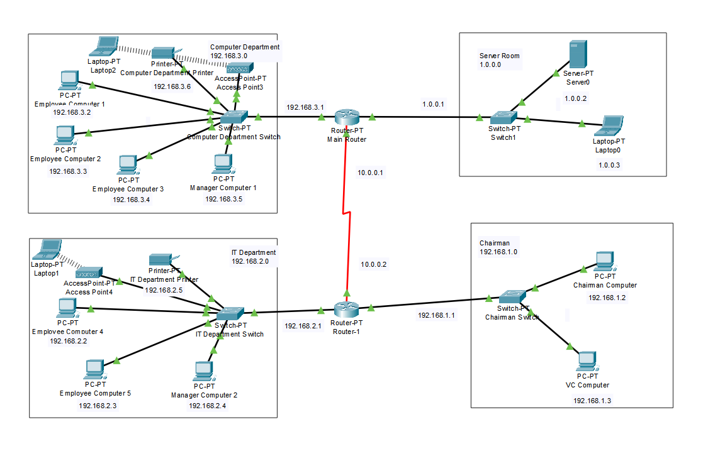 Computer Department
192.168.3.0
Laptop-PT
Laptop2
Printer-PT
Computer Department Printer
192.168.3.6
AccessPoint-PT
Access Point3
PC-PT
Employee Computer 1
192.168.3.2
PC-PT
Employee Computer 2
192.168.3.3
PC-PT
Employee Computer 3
192.168.3.4
PC-PT
Manager Computer 1
192.168.3.5
Switch-PT
Computer Department Switch
192.168.3.1
Router-PT
Main Router
1.0.0.1
10.0.0.1
10.0.0.2
Server Room
1.0.0.0
Server-PT
Server0
1.0.0.2
Switch-PT
Switch1
Laptop-PT
Laptop0
1.0.0.3
IT Department
192.168.2.0
Laptop-PT
Laptop1
AccessPoint-PT
Access Point4
Printer-PT
IT Department Printer
192.168.2.5
PC-PT
Employee Computer 4
192.168.2.2
PC-PT
Employee Computer 5
192.168.2.3
PC-PT
Manager Computer 2
192.168.2.4
Switch-PT
IT Department Switch
192.168.2.1
Router-PT
Router-1
192.168.1.1
Chairman
192.168.1.0
PC-PT
Chairman Computer
192.168.1.2
Switch-PT
Chairman Switch
PC-PT
VC Computer
192.168.1.3